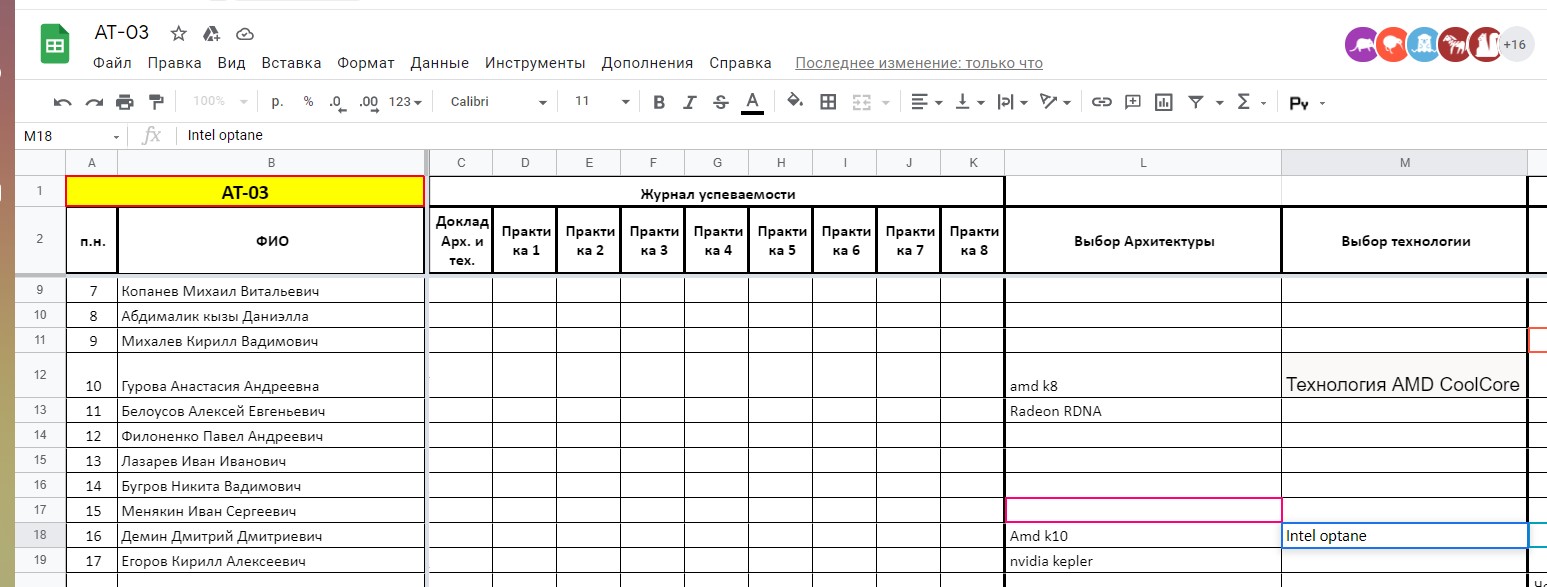 АТ-03
Файл Правка Вид Вставка Формат Данные Инструменты Дополнения Справка Последнее изменение: только что
+16
100% р. % .0 .00 123 Calibri 11 B I S A Σ Ру
M18 fx Intel optane
A B C D E F G H I J K L M
1 АТ-03 Журнал успеваемости
2 п.н. ФИО Доклад Арх. и тех. Практика 1 Практика 2 Практика 3 Практика 4 Практика 5 Практика 6 Практика 7 Практика 8 Выбор Архитектуры Выбор технологии
9 7 Копанев Михаил Витальевич
10 8 Абдималик кызы Даниэлла
11 9 Михалев Кирилл Вадимович
12 10 Гурова Анастасия Андреевна amd k8 Технология AMD CoolCore
13 11 Белоусов Алексей Евгеньевич Radeon RDNA
14 12 Филоненко Павел Андреевич
15 13 Лазарев Иван Иванович
16 14 Бугров Никита Вадимович
17 15 Менякин Иван Сергеевич
18 16 Демин Дмитрий Дмитриевич Amd k10 Intel optane
19 17 Егоров Кирилл Алексеевич nvidia kepler